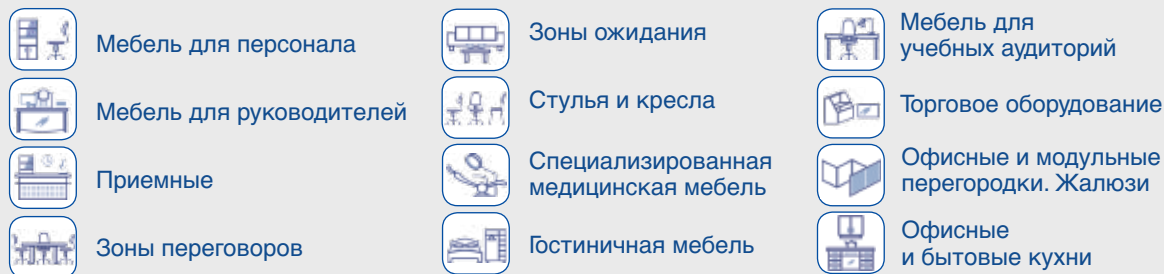 Мебель для персонала
Мебель для руководителей
Приемные
Зоны переговоров
Зоны ожидания
Стулья и кресла
Специализированная
медицинская мебель
Гостиничная мебель
Мебель для
учебных аудиторий
Торговое оборудование
Офисные и модульные
перегородки. Жалюзи
Офисные
и бытовые кухни